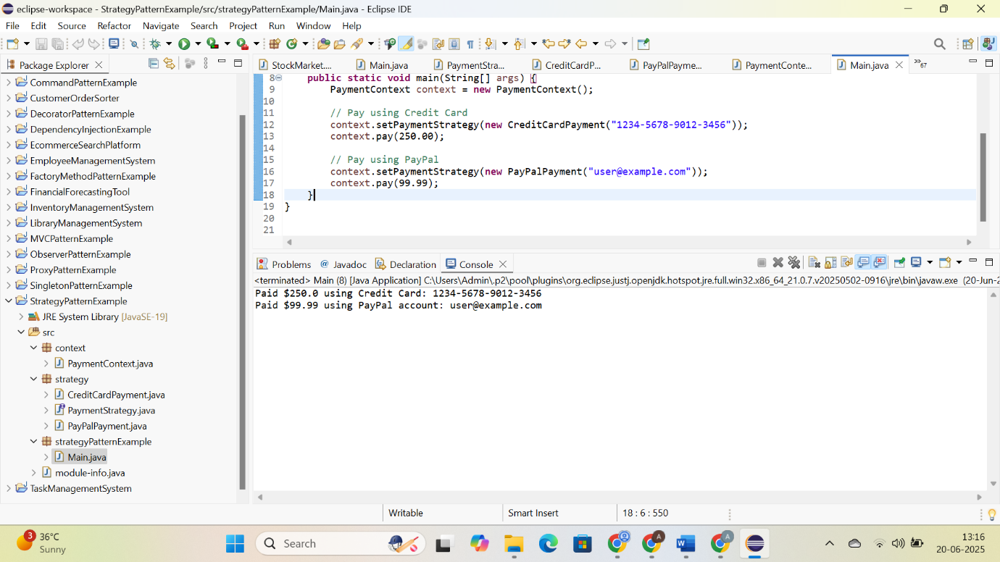 eclipse-workspace - StrategyPatternExample/src/strategyPatternExample/Main.java - Eclipse IDE
File Edit Source Refactor Navigate Search Project Run Window Help
Package Explorer
StockMarket.... Main.java PaymentStra... CreditCardP... PayPalPayme... PaymentConte... Main.java »67
CommandPatternExample
CustomerOrderSorter
DecoratorPatternExample
DependencyInjectionExample
EcommerceSearchPlatform
EmployeeManagementSystem
FactoryMethodPatternExample
FinancialForecastingTool
InventoryManagementSystem
LibraryManagementSystem
MVCPatternExample
ObserverPatternExample
ProxyPatternExample
SingletonPatternExample
StrategyPatternExample
JRE System Library [JavaSE-19]
src
context
PaymentContext.java
strategy
CreditCardPayment.java
PaymentStrategy.java
PayPalPayment.java
strategyPatternExample
Main.java
module-info.java
TaskManagementSystem
8 public static void main(String[] args) {
9 PaymentContext context = new PaymentContext();
10
11 // Pay using Credit Card
12 context.setPaymentStrategy(new CreditCardPayment("1234-5678-9012-3456"));
13 context.pay(250.00);
14
15 // Pay using PayPal
16 context.setPaymentStrategy(new PayPalPayment("user@example.com"));
17 context.pay(99.99);
18 }
19 }
20
21
Problems @ Javadoc Declaration Console
<terminated> Main (8) [Java Application] C:\Users\Admin\.p2\pool\plugins\org.eclipse.justj.openjdk.hotspot.jre.full.win32.x86_64_21.0.7.v20250502-0916\jre\bin\javaw.exe (20-Jun-2
Paid $250.0 using Credit Card: 1234-5678-9012-3456
Paid $99.99 using PayPal account: user@example.com
Writable Smart Insert 18 : 6 : 550
3
36°C
Sunny
Search
13:16
20-06-2025